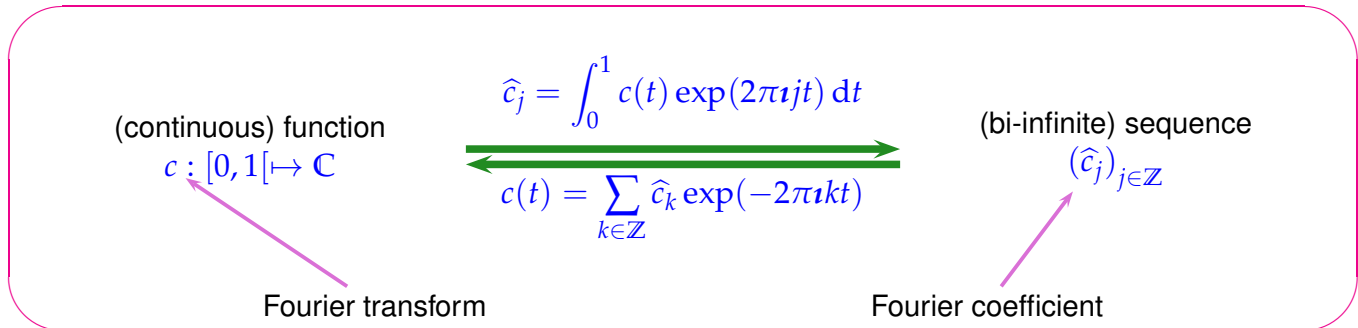 ĉ_j = ∫_0^1 c(t) exp(2πıjt) dt
(continuous) function
c : [0, 1[↦ ℂ
(bi-infinite) sequence
(ĉ_j)_{j∈ℤ}
c(t) = ∑_{k∈ℤ} ĉ_k exp(−2πıkt)
Fourier transform
Fourier coefficient